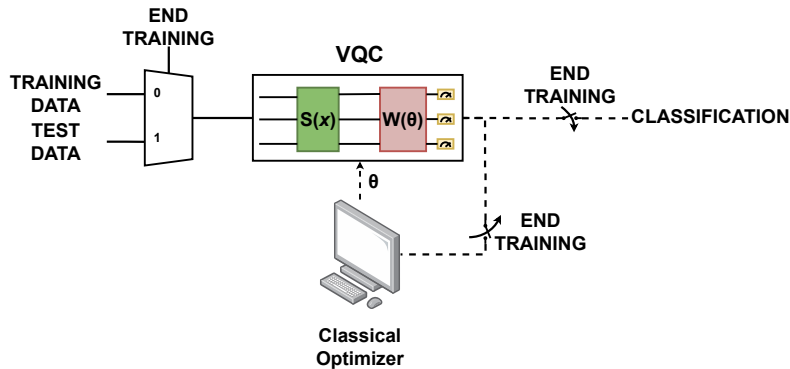 END
TRAINING
VQC
TRAINING
DATA
0
TEST
DATA
1
S(x)
W(θ)
END
TRAINING
CLASSIFICATION
θ
END
TRAINING
Classical
Optimizer